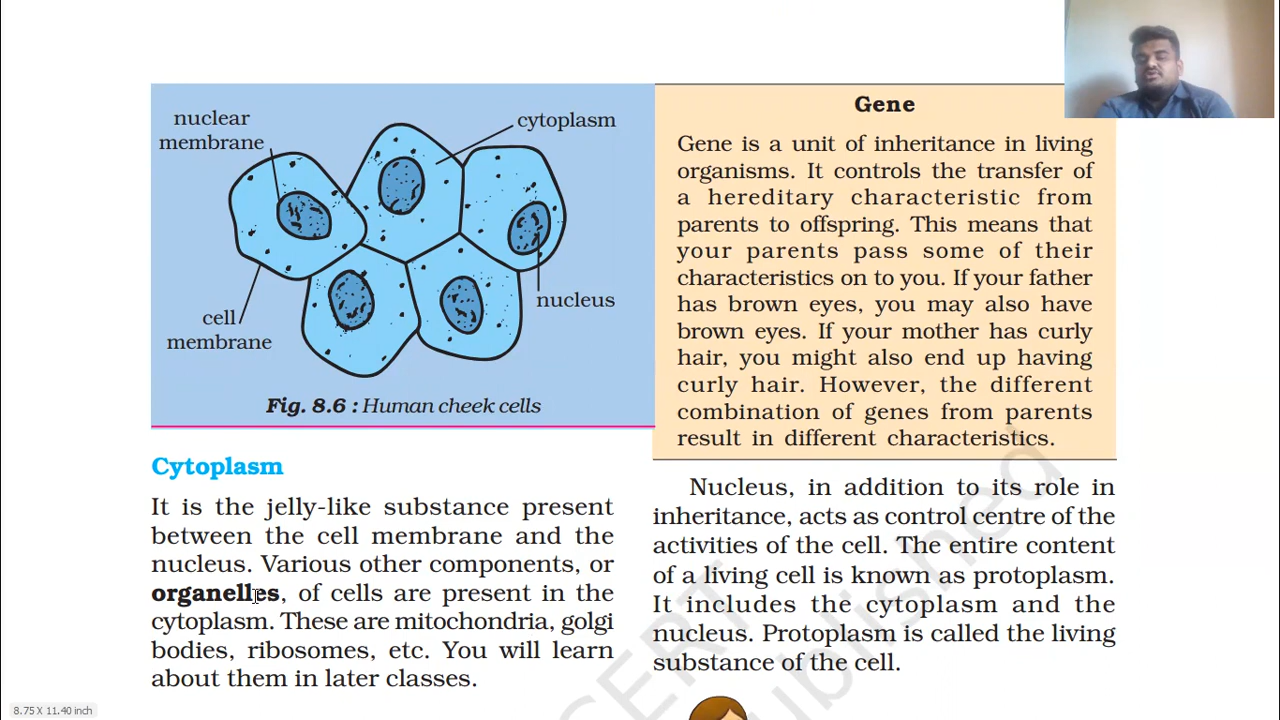 nuclear
membrane
cytoplasm
nucleus
cell
membrane
Fig. 8.6 : Human cheek cells
Cytoplasm
It is the jelly-like substance present
between the cell membrane and the
nucleus. Various other components, or
organelles, of cells are present in the
cytoplasm. These are mitochondria, golgi
bodies, ribosomes, etc. You will learn
about them in later classes.
Gene
Gene is a unit of inheritance in living
organisms. It controls the transfer of
a hereditary characteristic from
parents to offspring. This means that
your parents pass some of their
characteristics on to you. If your father
has brown eyes, you may also have
brown eyes. If your mother has curly
hair, you might also end up having
curly hair. However, the different
combination of genes from parents
result in different characteristics.
Nucleus, in addition to its role in
inheritance, acts as control centre of the
activities of the cell. The entire content
of a living cell is known as protoplasm.
It includes the cytoplasm and the
nucleus. Protoplasm is called the living
substance of the cell.
8.75 X 11.40 inch